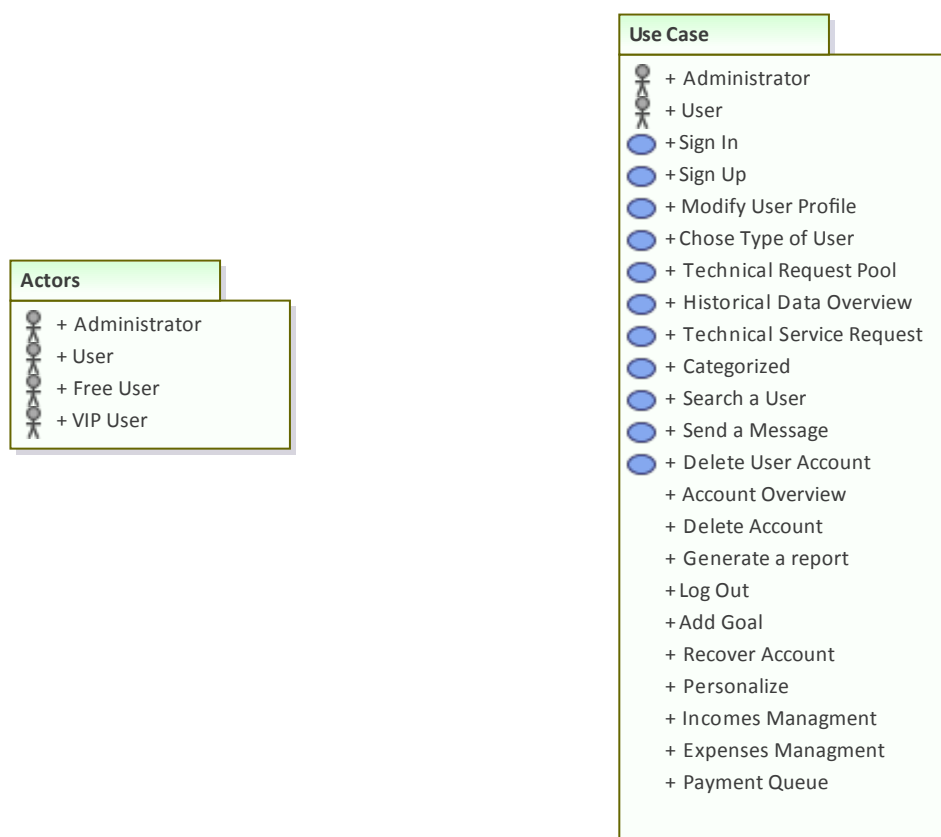 Actors
+ Administrator
+ User
+ Free User
+ VIP User
Use Case
+ Administrator
+ User
+ Sign In
+ Sign Up
+ Modify User Profile
+ Chose Type of User
+ Technical Request Pool
+ Historical Data Overview
+ Technical Service Request
+ Categorized
+ Search a User
+ Send a Message
+ Delete User Account
+ Account Overview
+ Delete Account
+ Generate a report
+ Log Out
+ Add Goal
+ Recover Account
+ Personalize
+ Incomes Managment
+ Expenses Managment
+ Payment Queue